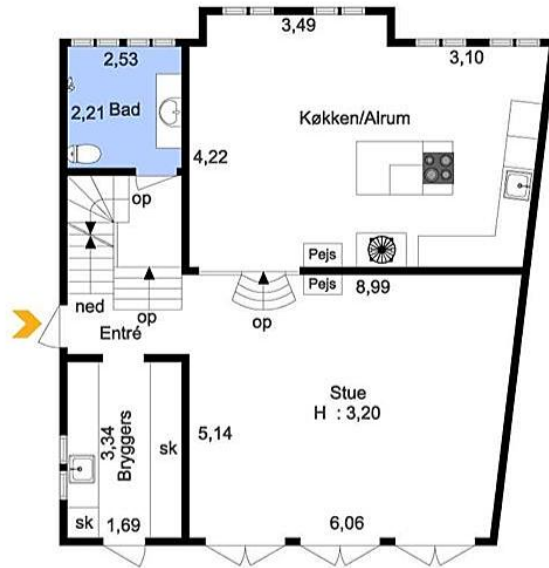 3,49
2,53
3,10
2,21 Bad
Køkken/Alrum
4,22
op
Pejs
Pejs
8,99
ned
op
op
Entré
Stue
H : 3,20
3,34
Bryggers
sk
5,14
sk
1,69
6,06